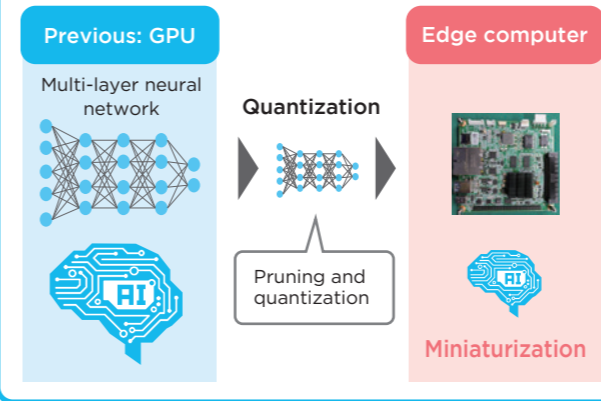 Previous: GPU
Multi-layer neural
network
AI
Quantization
Pruning and
quantization
Edge computer
AI
Miniaturization